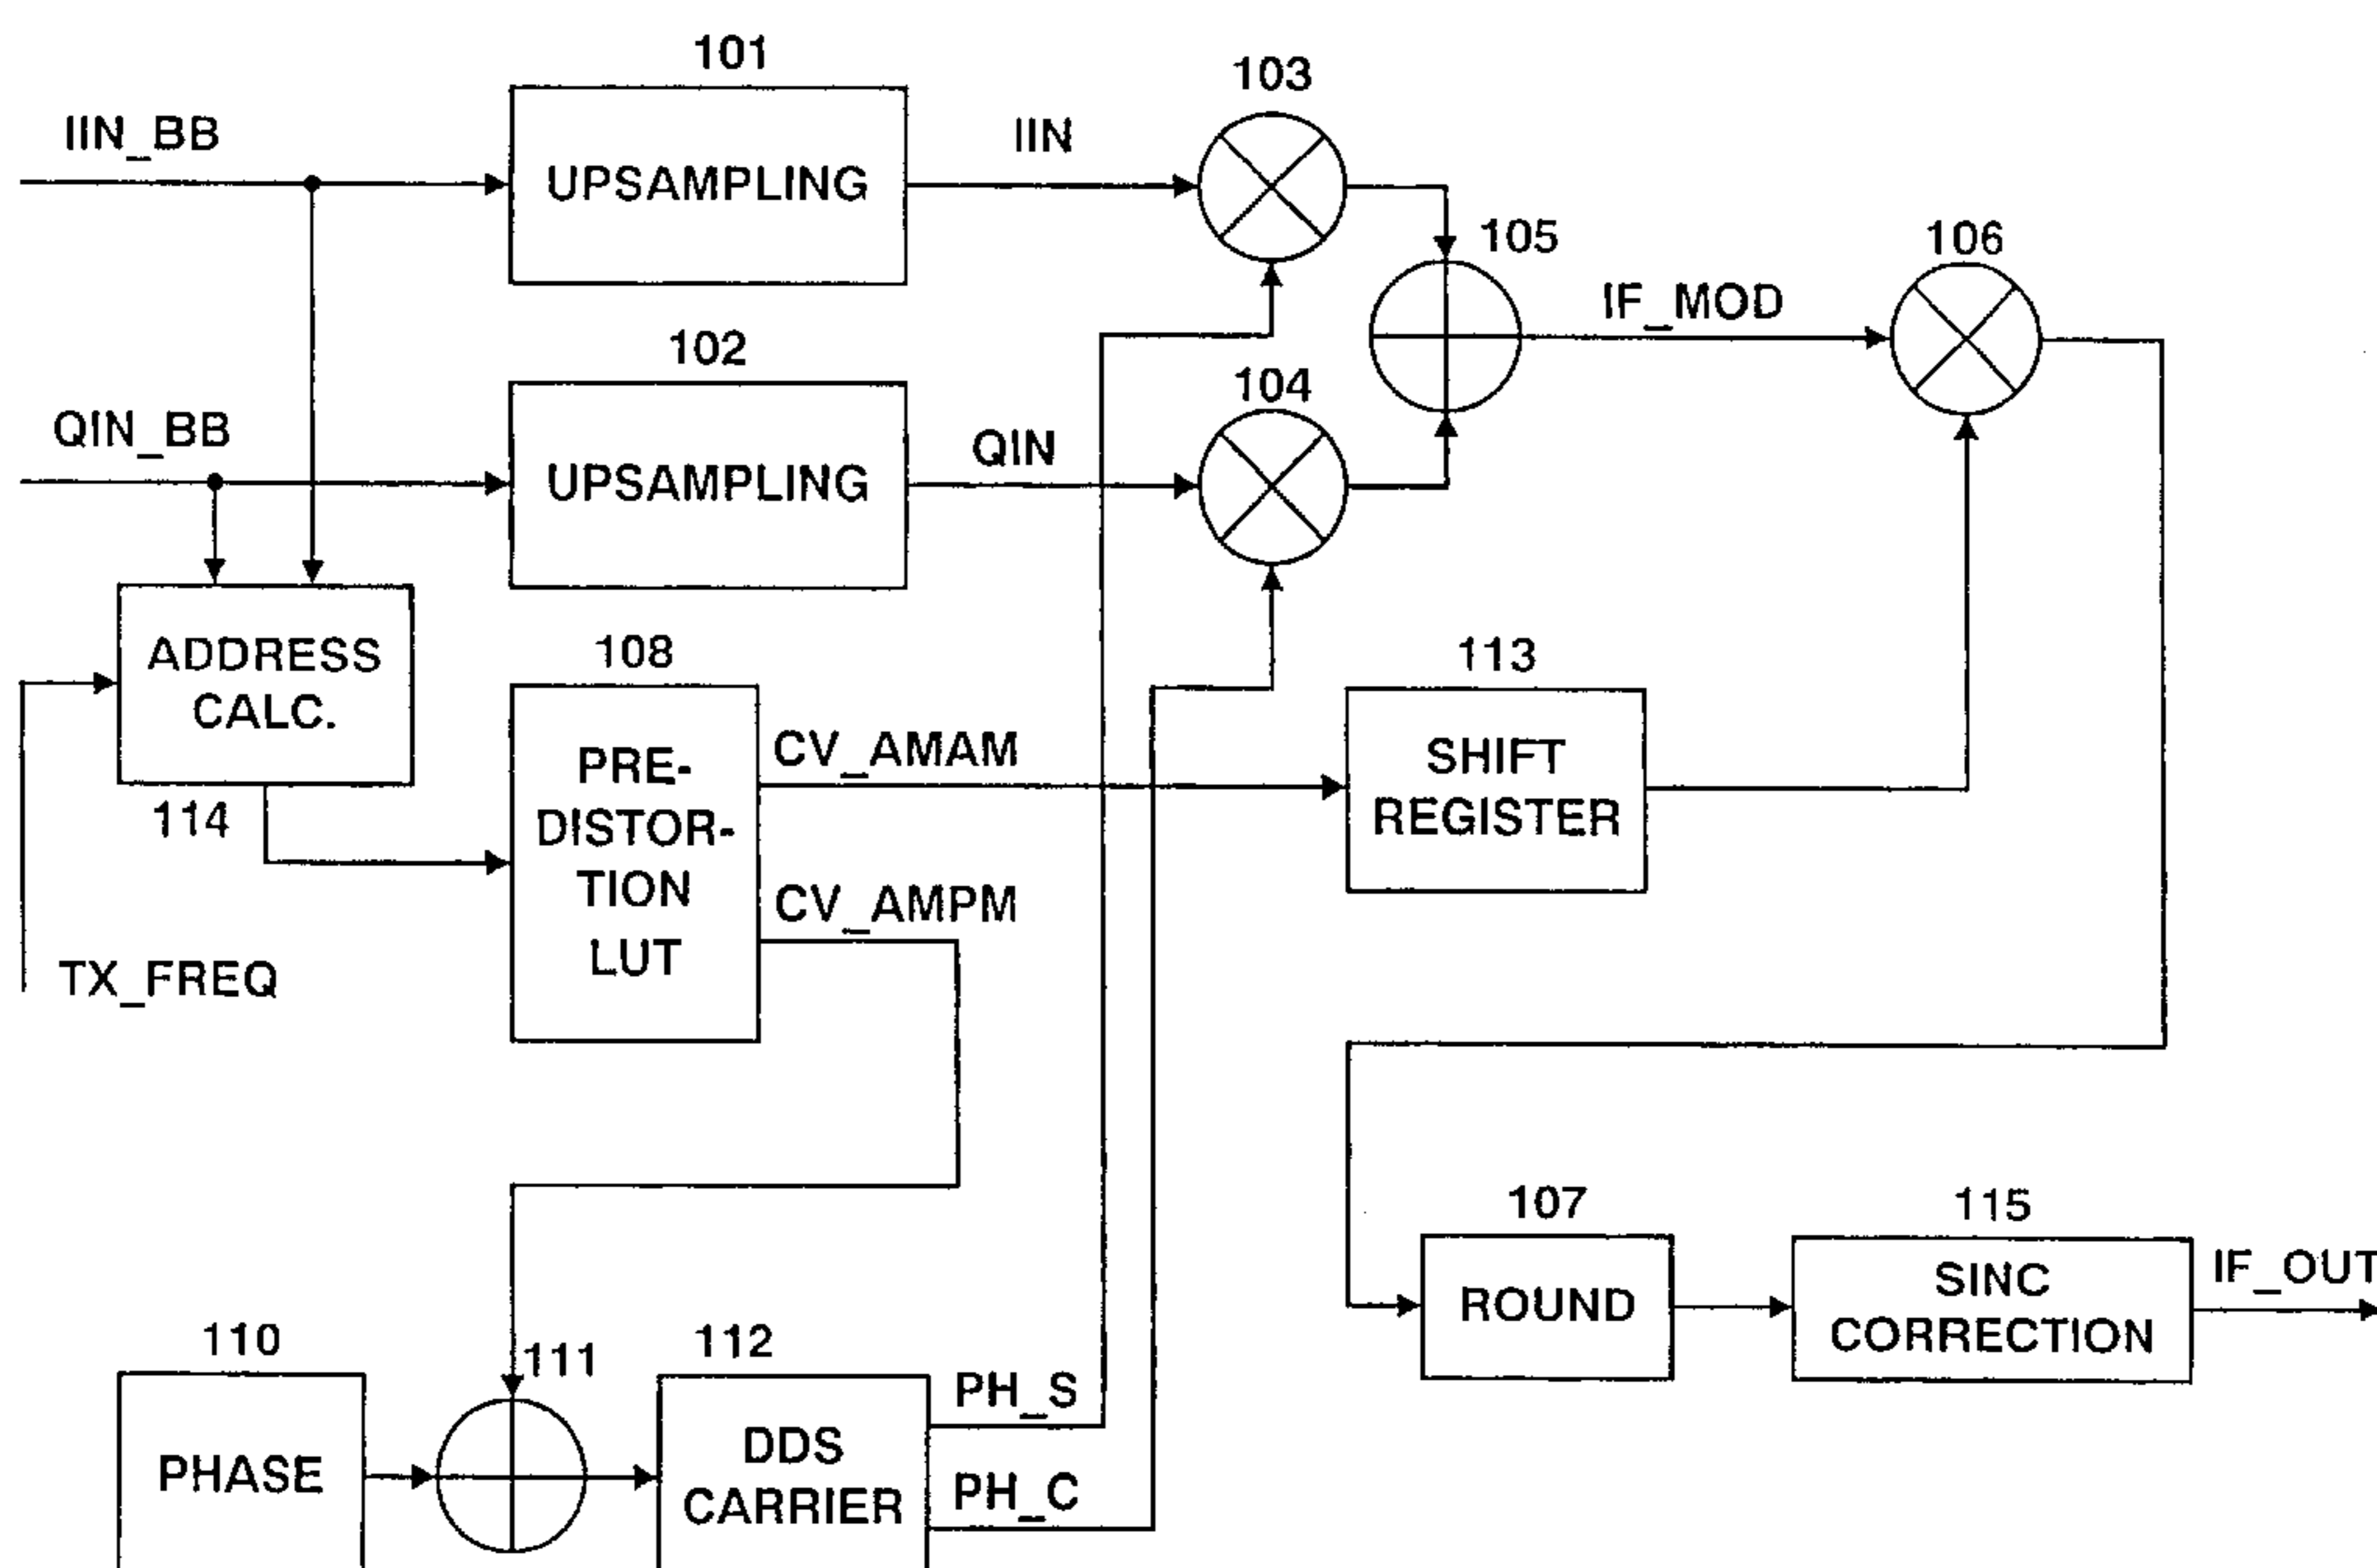 101
103
IIN_BB
IIN
UPSAMPLING
105
106
IF_MOD
102
104
QIN_BB
QIN
UPSAMPLING
ADDRESS
CALC.
114
108
113
PRE-
DISTOR-
TION
LUT
CV_AMAM
SHIFT
REGISTER
CV_AMPM
TX_FREQ
107
115
ROUND
SINC
CORRECTION
IF_OUT
110
111
112
PHASE
DDS
CARRIER
PH_S
PH_C